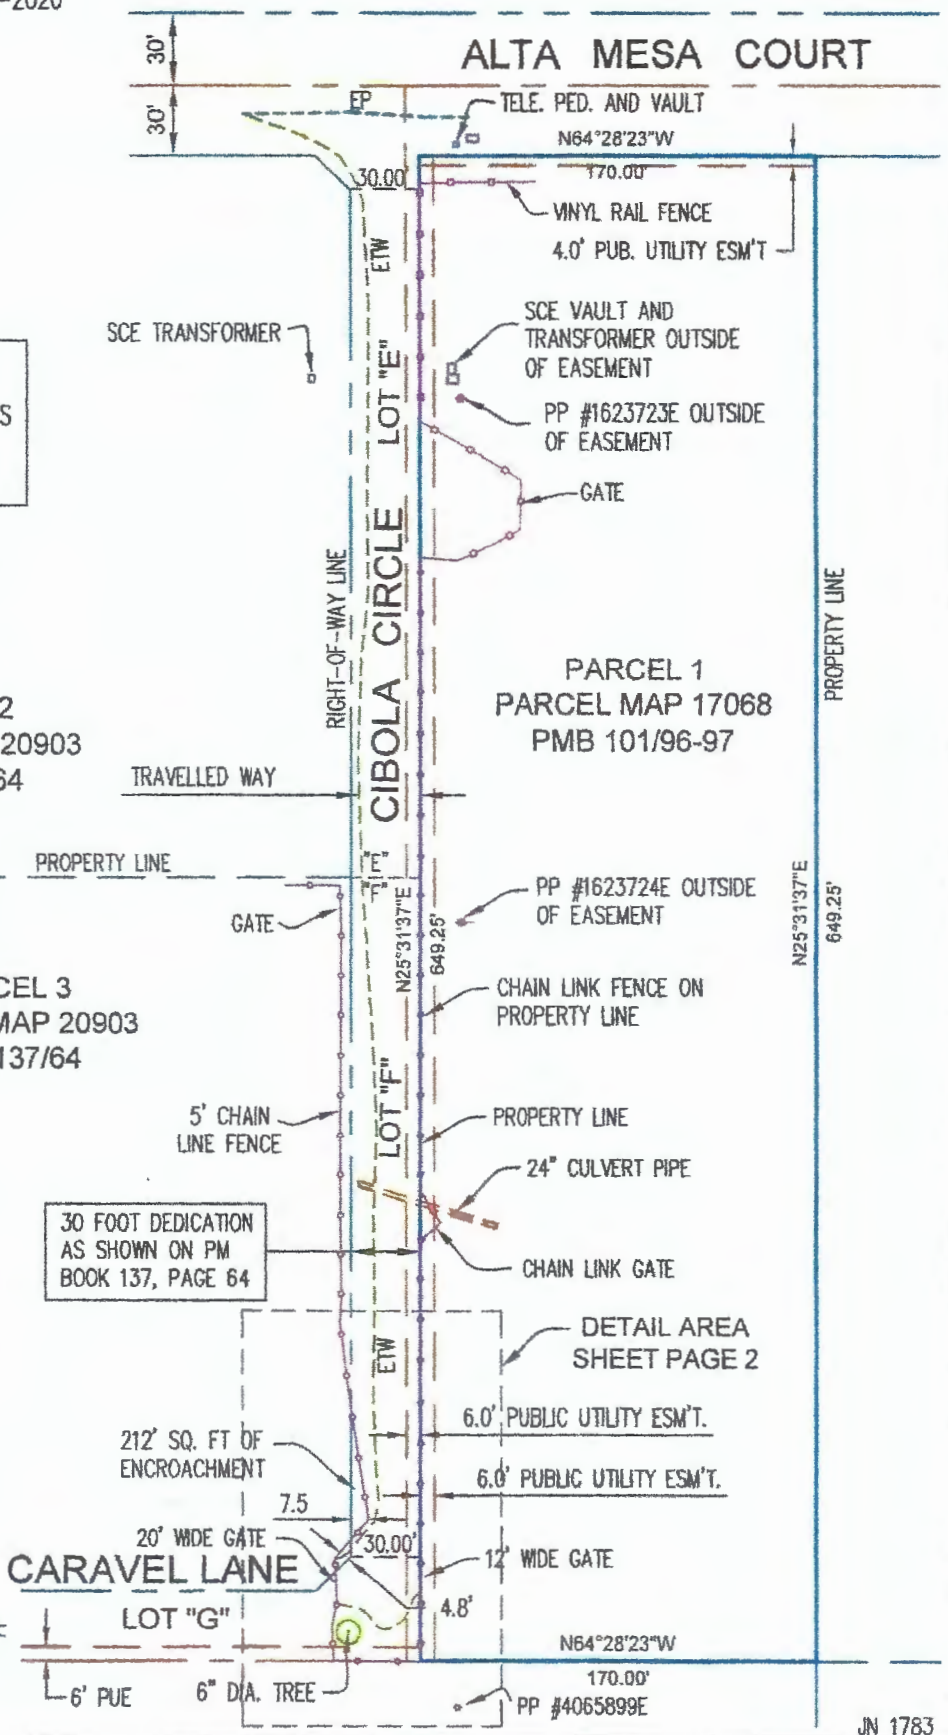 -2020
30'
30'
ALTA MESA COURT
EP
TELE. PED. AND VAULT
N64°28'23"W
170.00'
30.00
VINYL RAIL FENCE
4.0' PUB. UTILITY ESM'T
ETW
SCE TRANSFORMER
SCE VAULT AND
TRANSFORMER OUTSIDE
OF EASEMENT
LOT "E"
S
PP #1623723E OUTSIDE
OF EASEMENT
GATE
RIGHT-OF-WAY LINE
CIBOLA CIRCLE
PROPERTY LINE
PARCEL 1
PARCEL MAP 17068
PMB 101/96-97
2
20903
64
TRAVELLED WAY
PROPERTY LINE
"E"
"F"
GATE
PP #1623724E OUTSIDE
OF EASEMENT
N25°31'37"E
649.25'
N25°31'37"E
649.25'
CEL 3
MAP 20903
137/64
CHAIN LINK FENCE ON
PROPERTY LINE
LOT "F"
5' CHAIN
LINE FENCE
PROPERTY LINE
24" CULVERT PIPE
30 FOOT DEDICATION
AS SHOWN ON PM
BOOK 137, PAGE 64
CHAIN LINK GATE
DETAIL AREA
SHEET PAGE 2
ETW
6.0' PUBLIC UTILITY ESM'T.
212' SQ. FT OF
ENCROACHMENT
6.0' PUBLIC UTILITY ESM'T.
7.5
20' WIDE GATE
30.00'
12' WIDE GATE
CARAVEL LANE
LOT "G"
4.8'
N64°28'23"W
170.00'
6' PUE
6" DIA. TREE
PP #4065899E
JN 1783